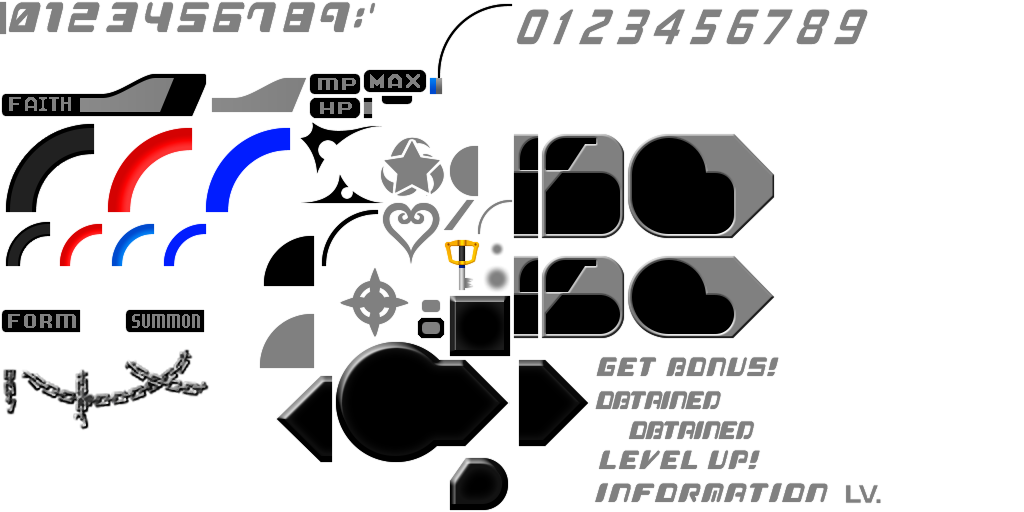 0123456789:'
0123456789
FAITH
MP
MAX
HP
FORM
SUMMON
GET BONUS!
OBTAINED
OBTAINED
LEVEL UP!
INFORMATION LV.